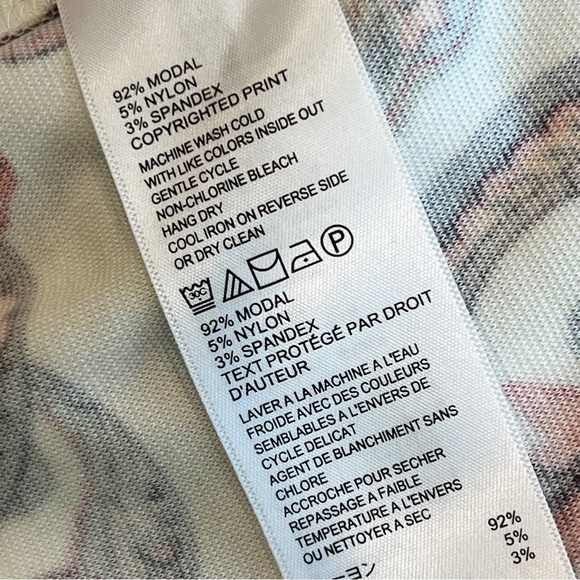 92% MODAL
5% NYLON
3% SPANDEX
COPYRIGHTED PRINT
MACHINE WASH COLD
WITH LIKE COLORS INSIDE OUT
GENTLE CYCLE
NON-CHLORINE BLEACH
HANG DRY
COOL IRON ON REVERSE SIDE
OR DRY CLEAN
30C P
92% MODAL
5% NYLON
3% SPANDEX
TEXT PROTÉGÉ PAR DROIT
D'AUTEUR
LAVER A LA MACHINE A L'EAU
FROIDE AVEC DES COULEURS
SEMBLABLES A L'ENVERS DE
CYCLE DELICAT
AGENT DE BLANCHIMENT SANS
CHLORE
ACCROCHE POUR SECHER
REPASSAGE A FAIBLE
TEMPERATURE A L'ENVERS
OU NETTOYER A SEC
92%
5%
3%